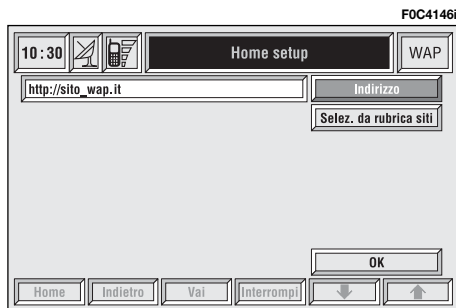 F0C4146i
10:30 Home setup WAP
http://sito_wap.it Indirizzo
Selez. da rubrica siti
OK
Home Indietro Vai Interrompi